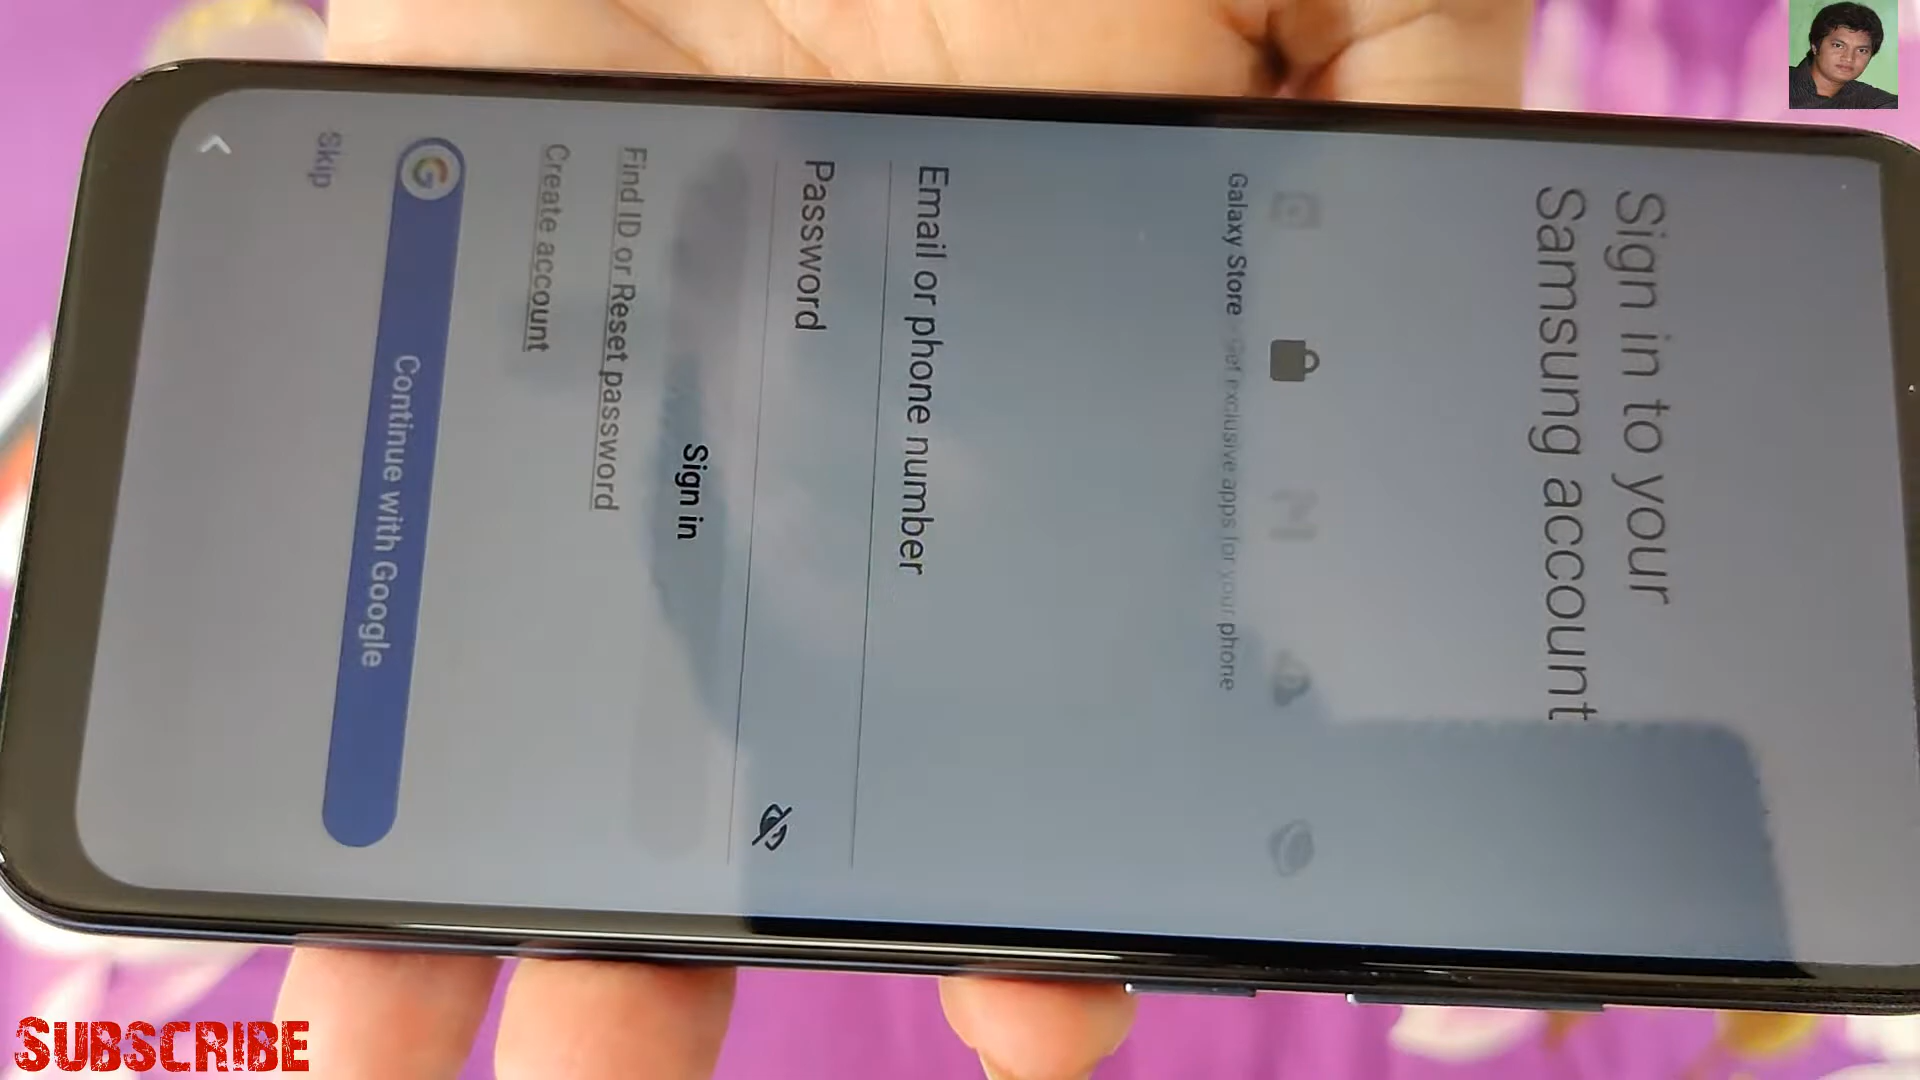 Sign in to your
Samsung account
Galaxy Store - Get exclusive apps for your phone
Email or phone number
Password
Sign in
Find ID or Reset password
Create account
G Continue with Google
Skip
SUBSCRIBE